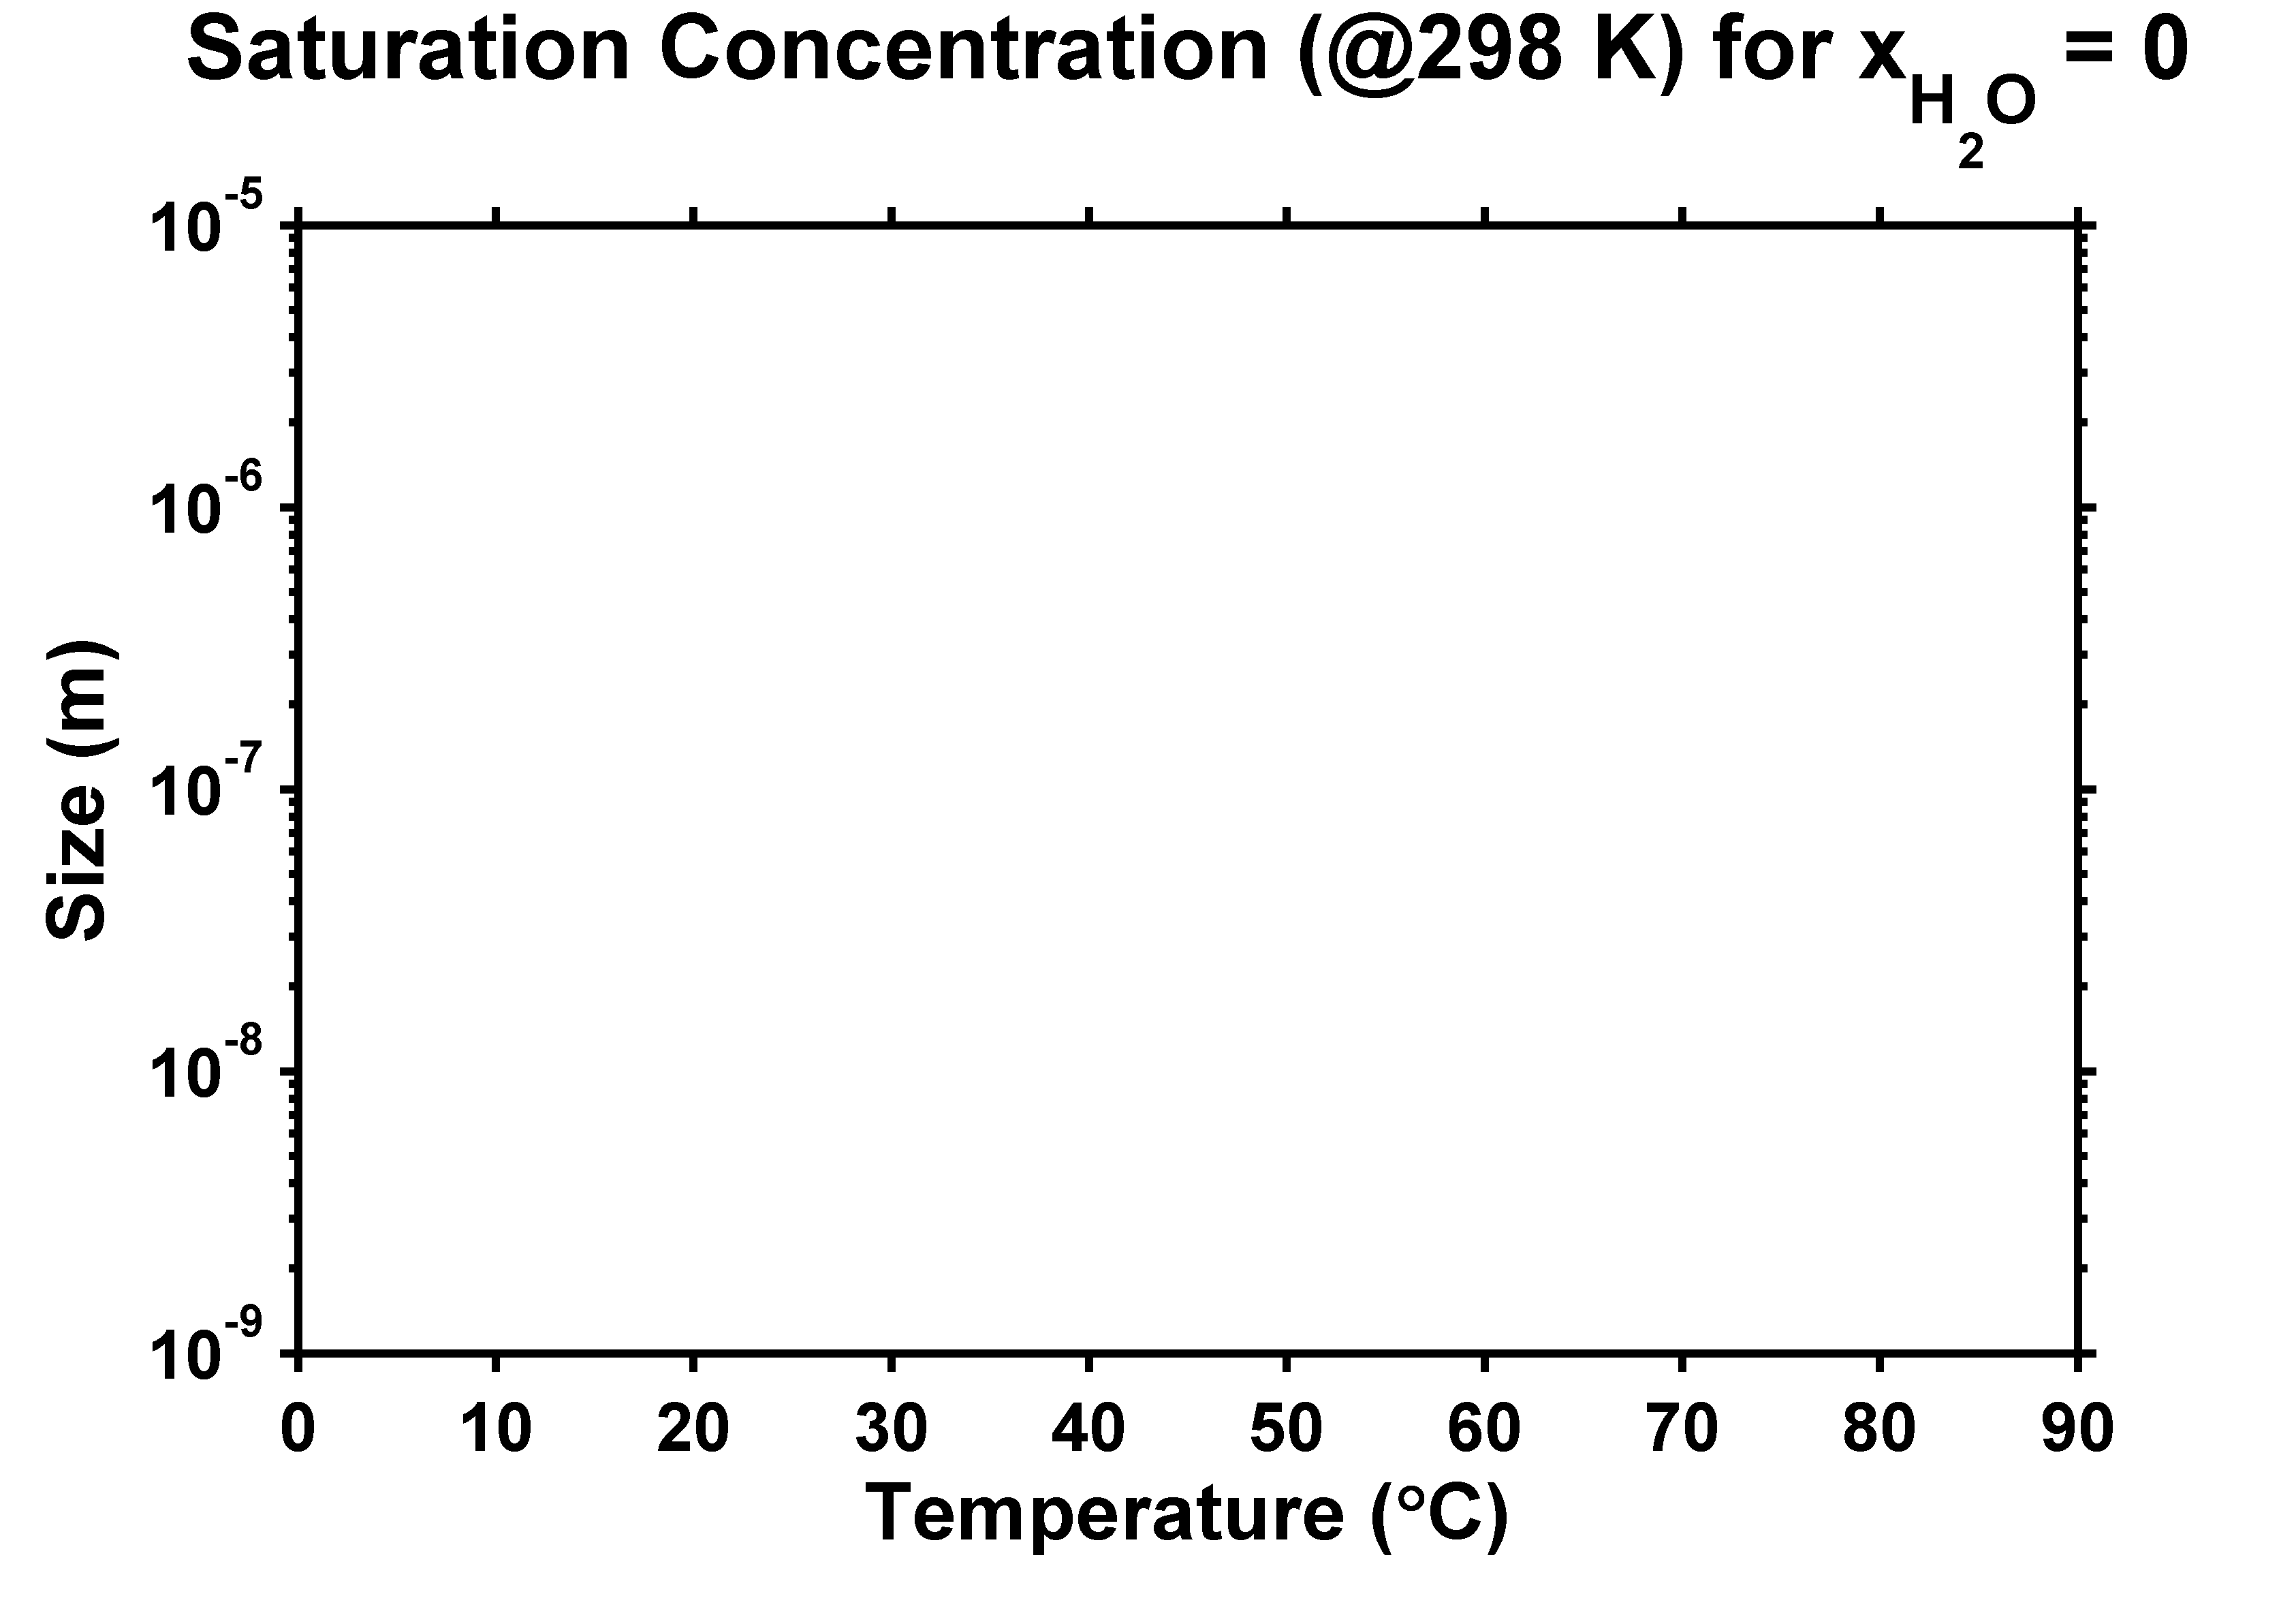 Saturation Concentration (@298 K) for x_H₂O = 0
10⁻⁵
10⁻⁶
10⁻⁷
10⁻⁸
10⁻⁹
Size (m)
0 10 20 30 40 50 60 70 80 90
Temperature (°C)